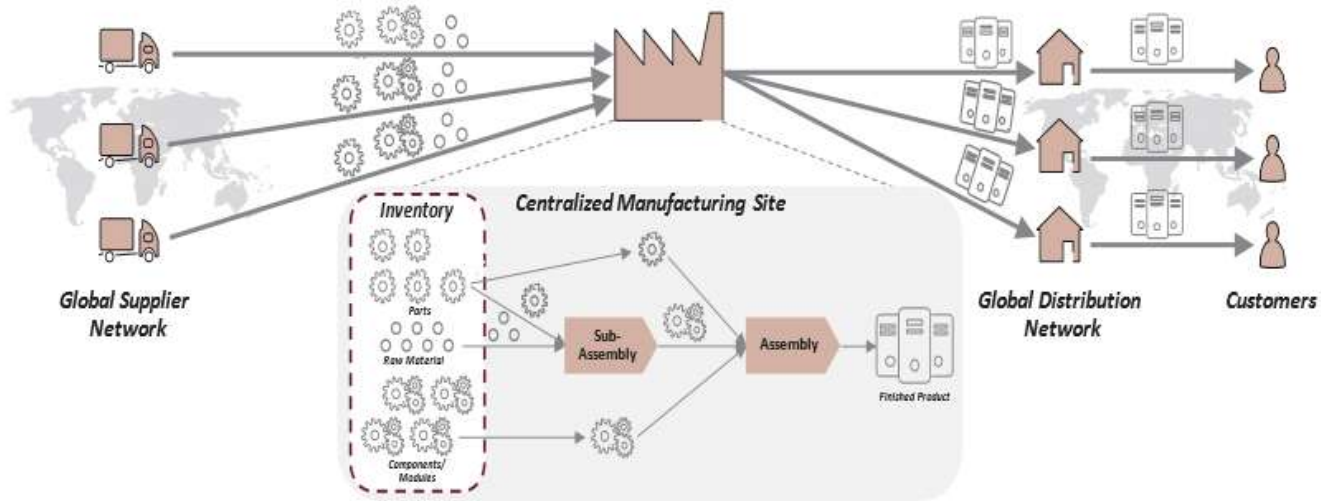 Inventory
Centralized Manufacturing Site
Parts
Raw Material
Components/
Modules
Sub-
Assembly
Assembly
Finished Product
Global Supplier
Network
Global Distribution
Network
Customers